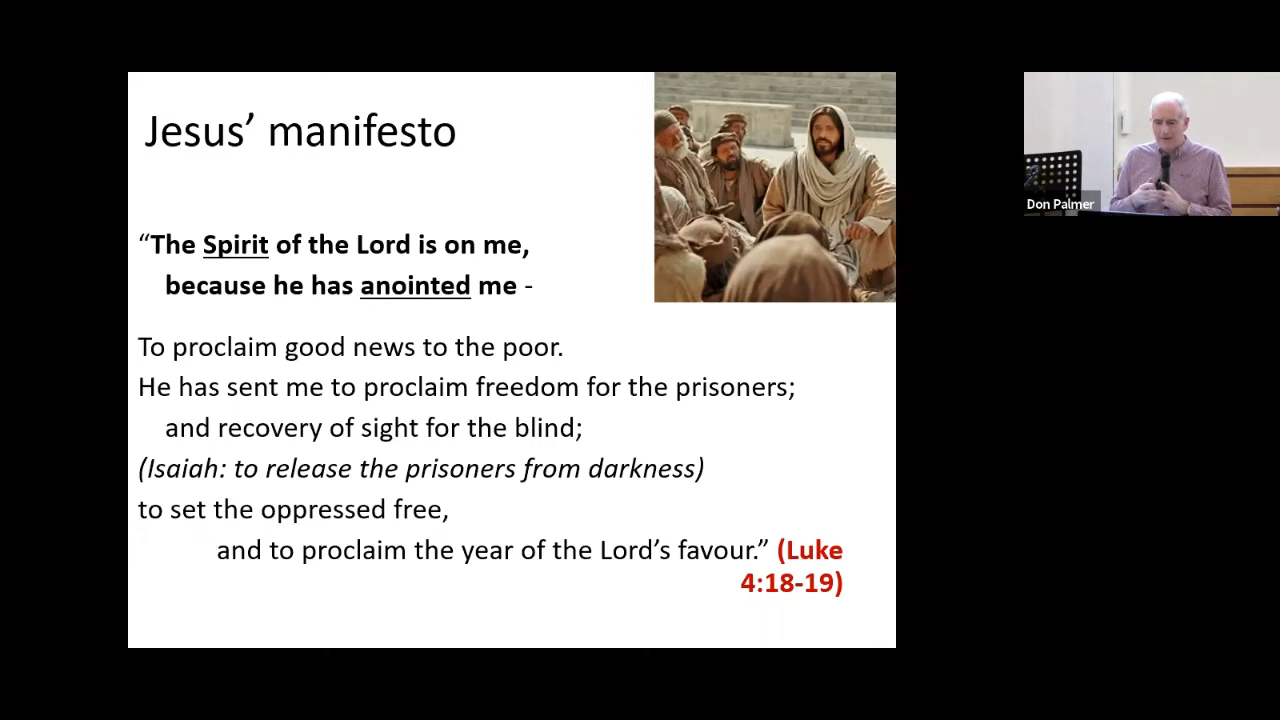 Jesus’ manifesto
“The Spirit of the Lord is on me,
because he has anointed me -
To proclaim good news to the poor.
He has sent me to proclaim freedom for the prisoners;
and recovery of sight for the blind;
(Isaiah: to release the prisoners from darkness)
to set the oppressed free,
and to proclaim the year of the Lord’s favour.” (Luke
4:18-19)
Don Palmer